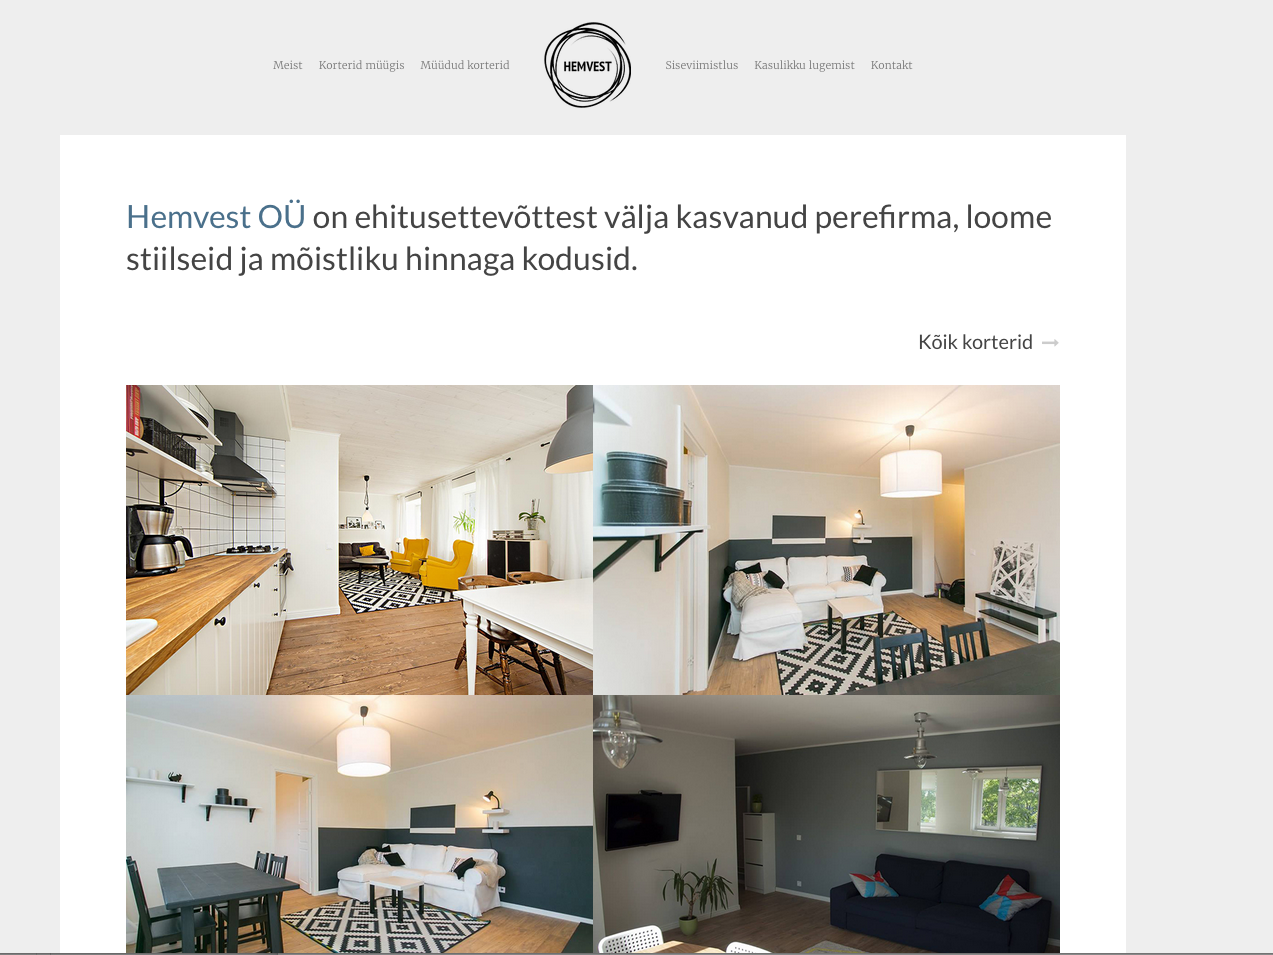 Meist Korterid müügis Müüdud korterid HEMVEST Siseviimistlus Kasulikku lugemist Kontakt
Hemvest OÜ on ehitusettevõttest välja kasvanud perefirma, loome
stiilseid ja mõistliku hinnaga kodusid.
Kõik korterid →